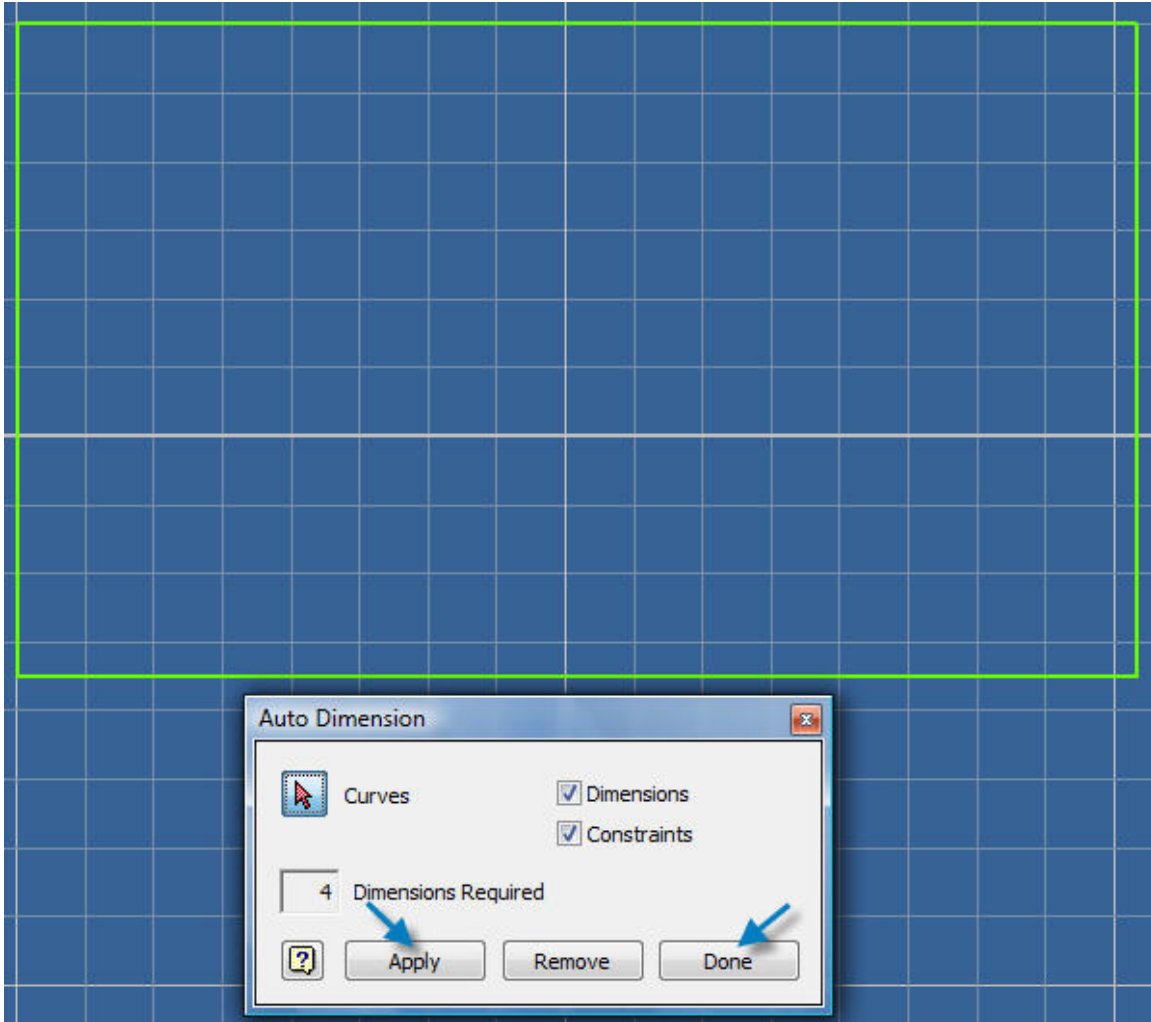 Auto Dimension
Curves
Dimensions
Constraints
4 Dimensions Required
? Apply Remove Done